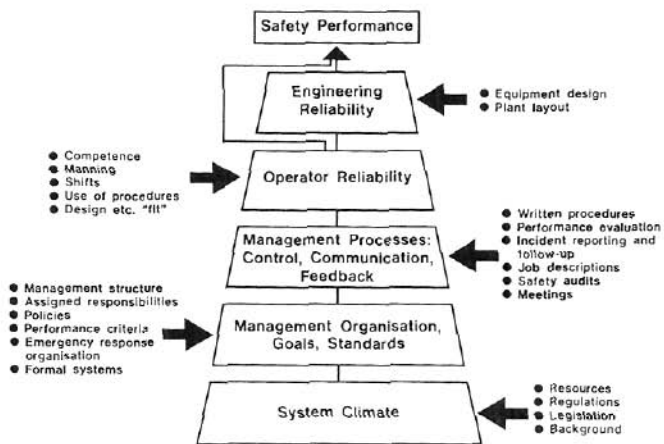 Safety Performance
Engineering
Reliability
● Equipment design
● Plant layout
● Competence
● Manning
● Shifts
● Use of procedures
● Design etc. "fit"
Operator Reliability
Management Processes:
Control, Communication,
Feedback
● Written procedures
● Performance evaluation
● Incident reporting and
follow-up
● Job descriptions
● Safety audits
● Meetings
● Management structure
● Assigned responsibilities
● Policies
● Performance criteria
● Emergency response
organisation
● Formal systems
Management Organisation,
Goals, Standards
System Climate
● Resources
● Regulations
● Legislation
● Background